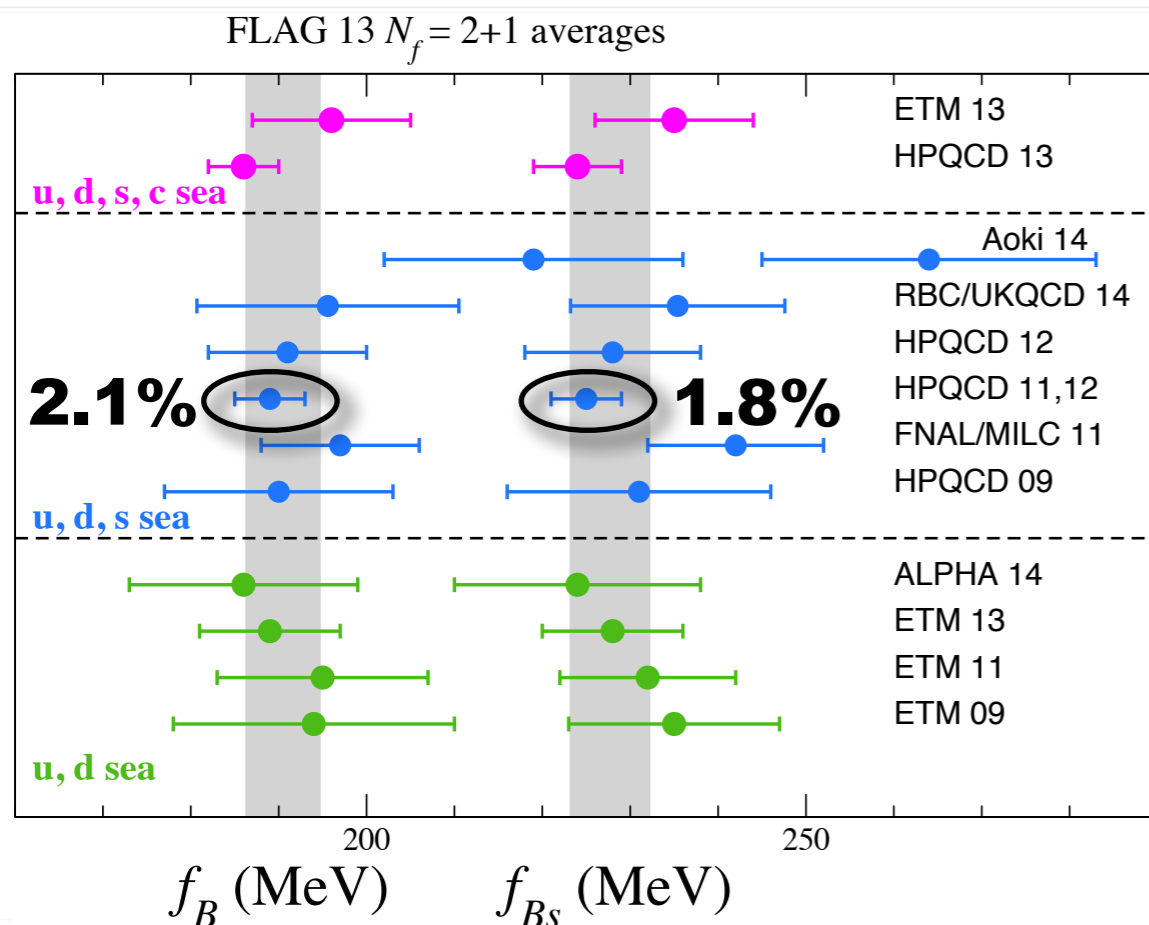 FLAG 13 N_f = 2+1 averages
ETM 13
HPQCD 13
u, d, s, c sea
Aoki 14
RBC/UKQCD 14
HPQCD 12
2.1% 1.8% HPQCD 11,12
FNAL/MILC 11
HPQCD 09
u, d, s sea
ALPHA 14
ETM 13
ETM 11
ETM 09
u, d sea
200 250
f_B (MeV) f_Bs (MeV)